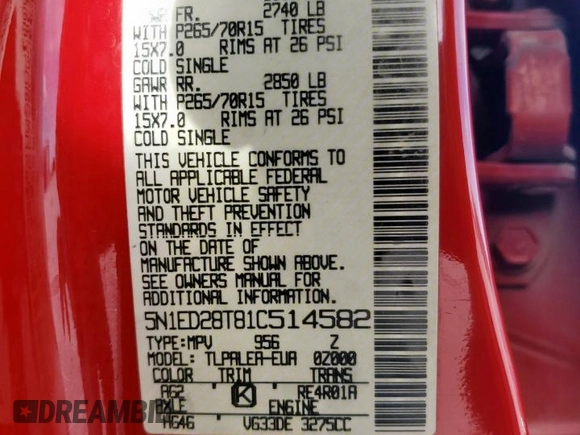 FR. 2740 LB
WITH P265/70R15 TIRES
15X7.0 RIMS AT 26 PSI
COLD SINGLE
GAWR RR. 2850 LB
WITH P265/70R15 TIRES
15X7.0 RIMS AT 26 PSI
COLD SINGLE
THIS VEHICLE CONFORMS TO
ALL APPLICABLE FEDERAL
MOTOR VEHICLE SAFETY
AND THEFT PREVENTION
STANDARDS IN EFFECT
ON THE DATE OF
MANUFACTURE SHOWN ABOVE.
SEE OWNERS MANUAL FOR
ADDITIONAL INFORMATION.
5N1ED28T81C514582
TYPE:MPV 956 Z
MODEL: TLPALEA-EUA 0Z000
COLOR TRIM TRANS
AG2 K RE4R01A
AXLE ENGINE
HG46 VG33DE 3275CC
EPICVIN
VEHICLE HISTORY REPORTS